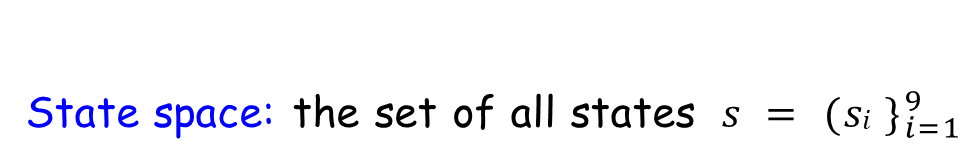 State space: the set of all states s = (sᵢ }⁹ᵢ₌₁